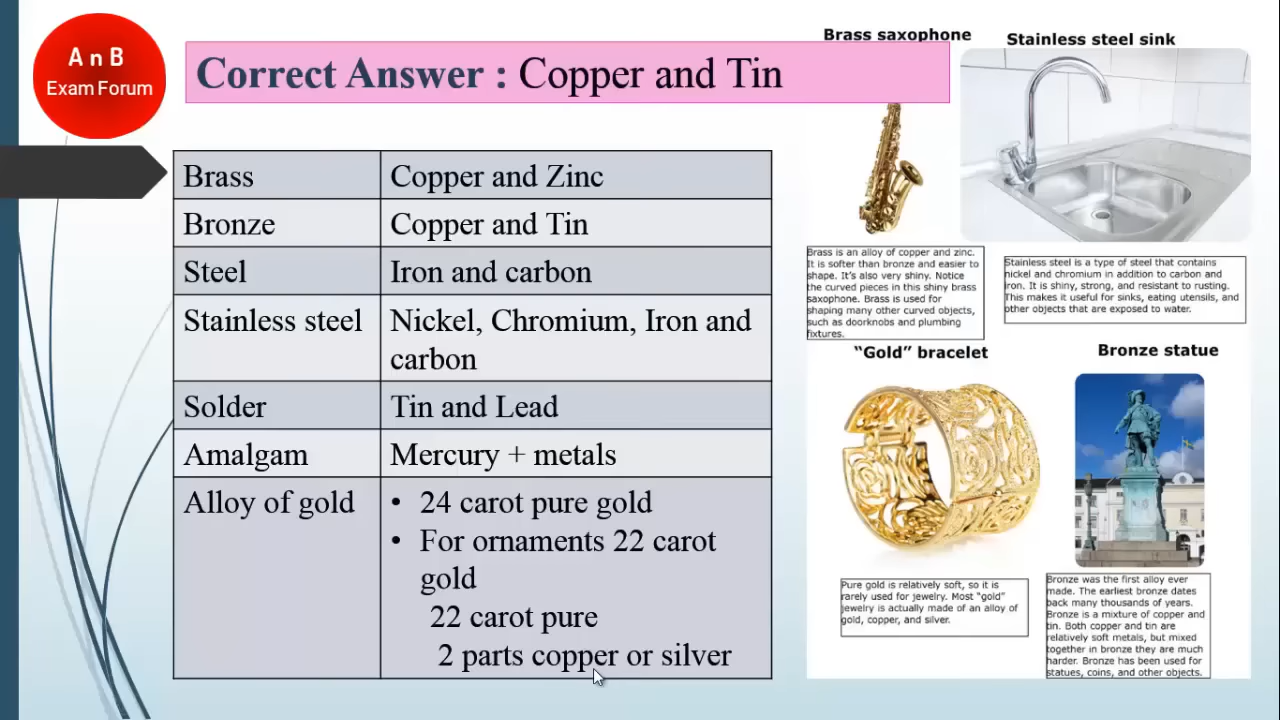 A n B
Exam Forum
Correct Answer : Copper and Tin
Brass
Copper and Zinc
Bronze
Copper and Tin
Steel
Iron and carbon
Stainless steel
Nickel, Chromium, Iron and
carbon
Solder
Tin and Lead
Amalgam
Mercury + metals
Alloy of gold
• 24 carot pure gold
• For ornaments 22 carot
gold
22 carot pure
2 parts copper or silver
Brass saxophone
Brass is an alloy of copper and zinc.
It is softer than bronze and easier to
shape. It's also very shiny. Notice
the curved pieces in this shiny brass
saxophone. Brass is used for
shaping many other curved objects,
such as doorknobs and plumbing
fixtures.
Stainless steel sink
Stainless steel is a type of steel that contains
nickel and chromium in addition to carbon and
iron. It is shiny, strong, and resistant to rusting.
This makes it useful for sinks, eating utensils, and
other objects that are exposed to water.
“Gold” bracelet
Pure gold is relatively soft, so it is
rarely used for jewelry. Most “gold”
jewelry is actually made of an alloy of
gold, copper, and silver.
Bronze statue
Bronze was the first alloy ever
made. The earliest bronze dates
back many thousands of years.
Bronze is a mixture of copper and
tin. Both copper and tin are
relatively soft metals, but mixed
together in bronze they are much
harder. Bronze has been used for
statues, coins, and other objects.